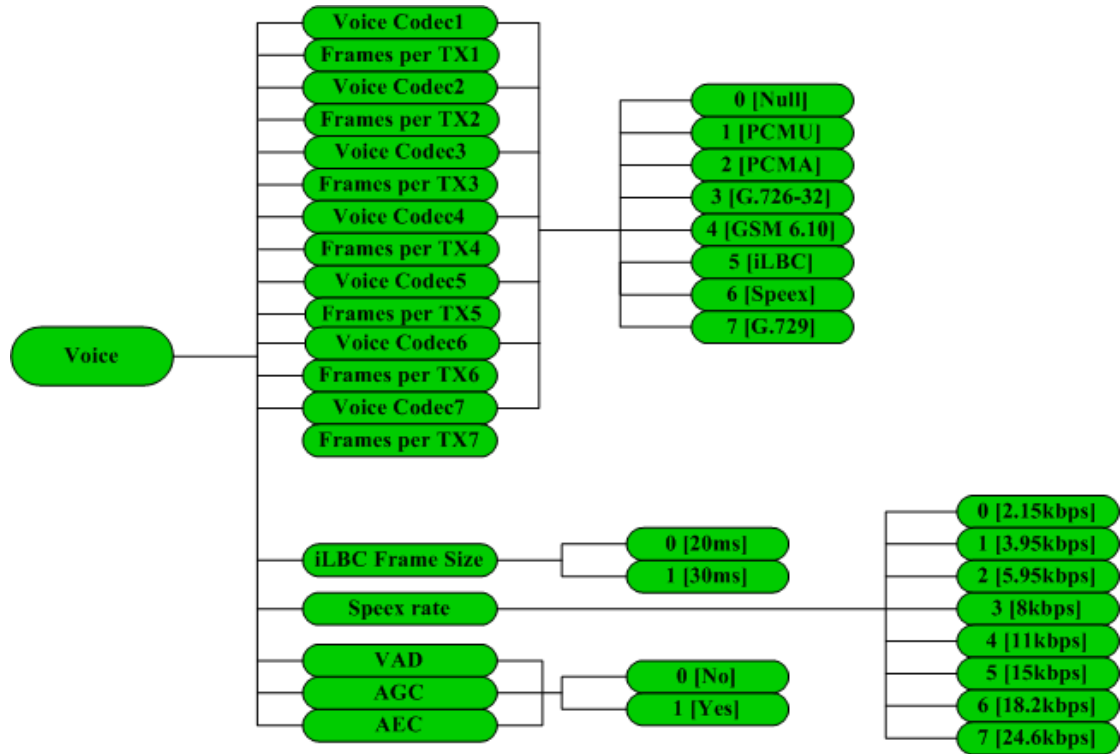 Voice
Voice Codec1
Frames per TX1
Voice Codec2
Frames per TX2
Voice Codec3
Frames per TX3
Voice Codec4
Frames per TX4
Voice Codec5
Frames per TX5
Voice Codec6
Frames per TX6
Voice Codec7
Frames per TX7
0 [Null]
1 [PCMU]
2 [PCMA]
3 [G.726-32]
4 [GSM 6.10]
5 [iLBC]
6 [Speex]
7 [G.729]
iLBC Frame Size
0 [20ms]
1 [30ms]
Speex rate
0 [2.15kbps]
1 [3.95kbps]
2 [5.95kbps]
3 [8kbps]
4 [11kbps]
5 [15kbps]
6 [18.2kbps]
7 [24.6kbps]
VAD
AGC
AEC
0 [No]
1 [Yes]